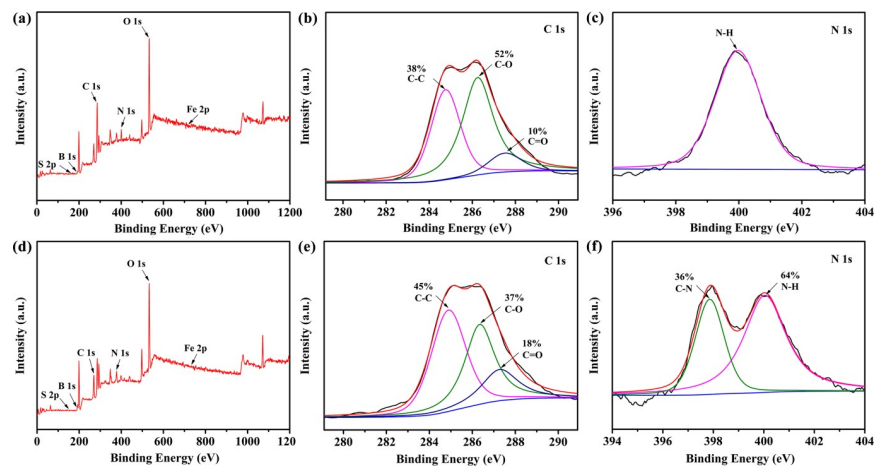 (a)
O 1s
C 1s
N 1s
Fe 2p
B 1s
S 2p
Intensity (a.u.)
0 200 400 600 800 1000 1200
Binding Energy (eV)
(b)
C 1s
52%
C-O
38%
C-C
10%
C=O
Intensity (a.u.)
280 282 284 286 288 290
Binding Energy (eV)
(c)
N 1s
N-H
Intensity (a.u.)
396 398 400 402 404
Binding Energy (eV)
(d)
O 1s
C 1s
N 1s
Fe 2p
B 1s
S 2p
Intensity (a.u.)
0 200 400 600 800 1000 120
Binding Energy (eV)
(e)
C 1s
45%
C-C
37%
C-O
18%
C=O
Intensity (a.u.)
280 282 284 286 288 290
Binding Energy (eV)
(f)
N 1s
36%
C-N
64%
N-H
Intensity (a.u.)
394 396 398 400 402 404
Binding Energy (eV)